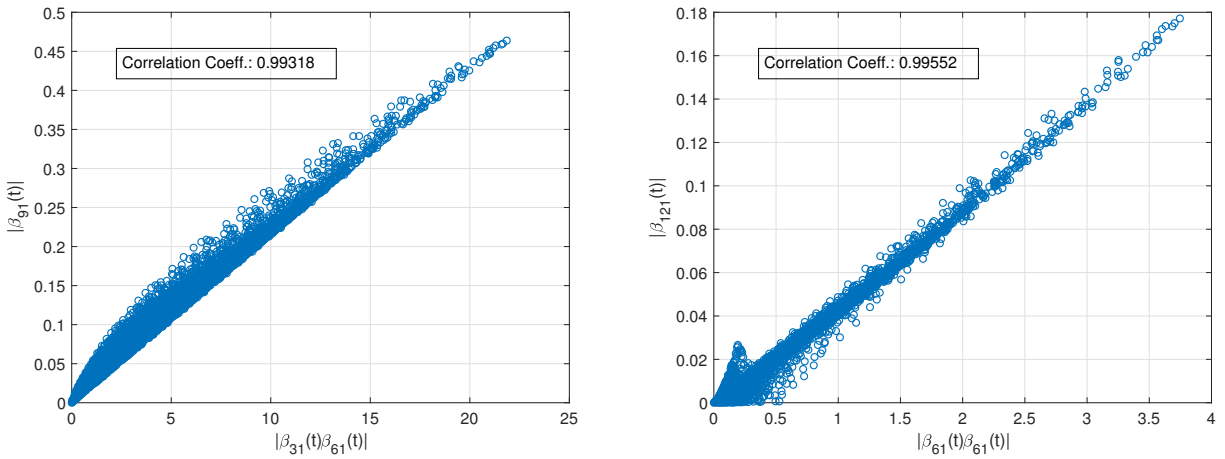 0.5
0.45
0.4
0.35
0.3
0.25
0.2
0.15
0.1
0.05
0
|β91(t)|
Correlation Coeff.: 0.99318
0 5 10 15 20 25
|β31(t)β61(t)|
0.18
0.16
0.14
0.12
0.1
0.08
0.06
0.04
0.02
0
|β121(t)|
Correlation Coeff.: 0.99552
0 0.5 1 1.5 2 2.5 3 3.5 4
|β61(t)β61(t)|